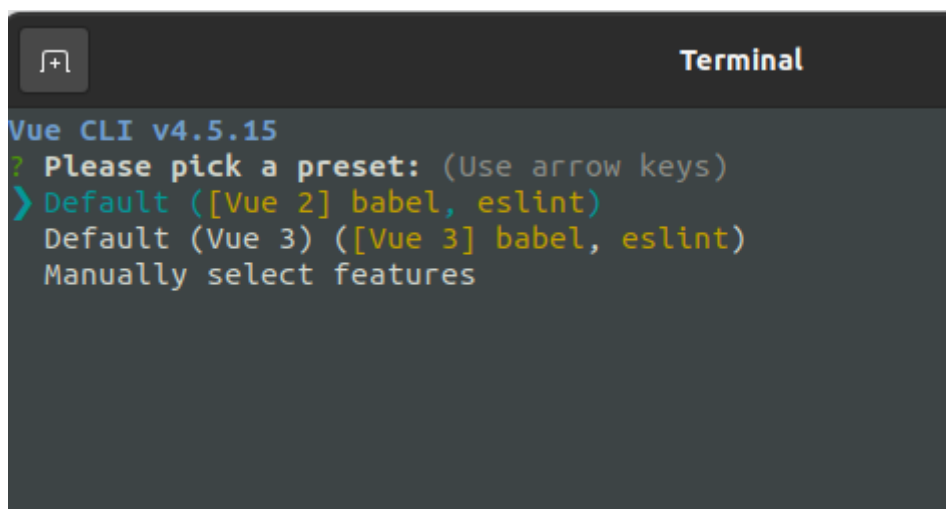 Terminal
Vue CLI v4.5.15
? Please pick a preset: (Use arrow keys)
❯ Default ([Vue 2] babel, eslint)
Default (Vue 3) ([Vue 3] babel, eslint)
Manually select features